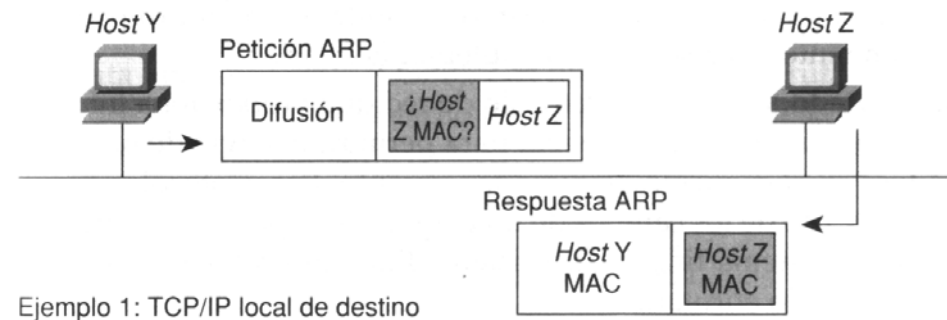 Host Y
Host Z
Petición ARP
Difusión
¿Host
Z MAC?
Host Z
Respuesta ARP
Host Y
MAC
Host Z
MAC
Ejemplo 1: TCP/IP local de destino